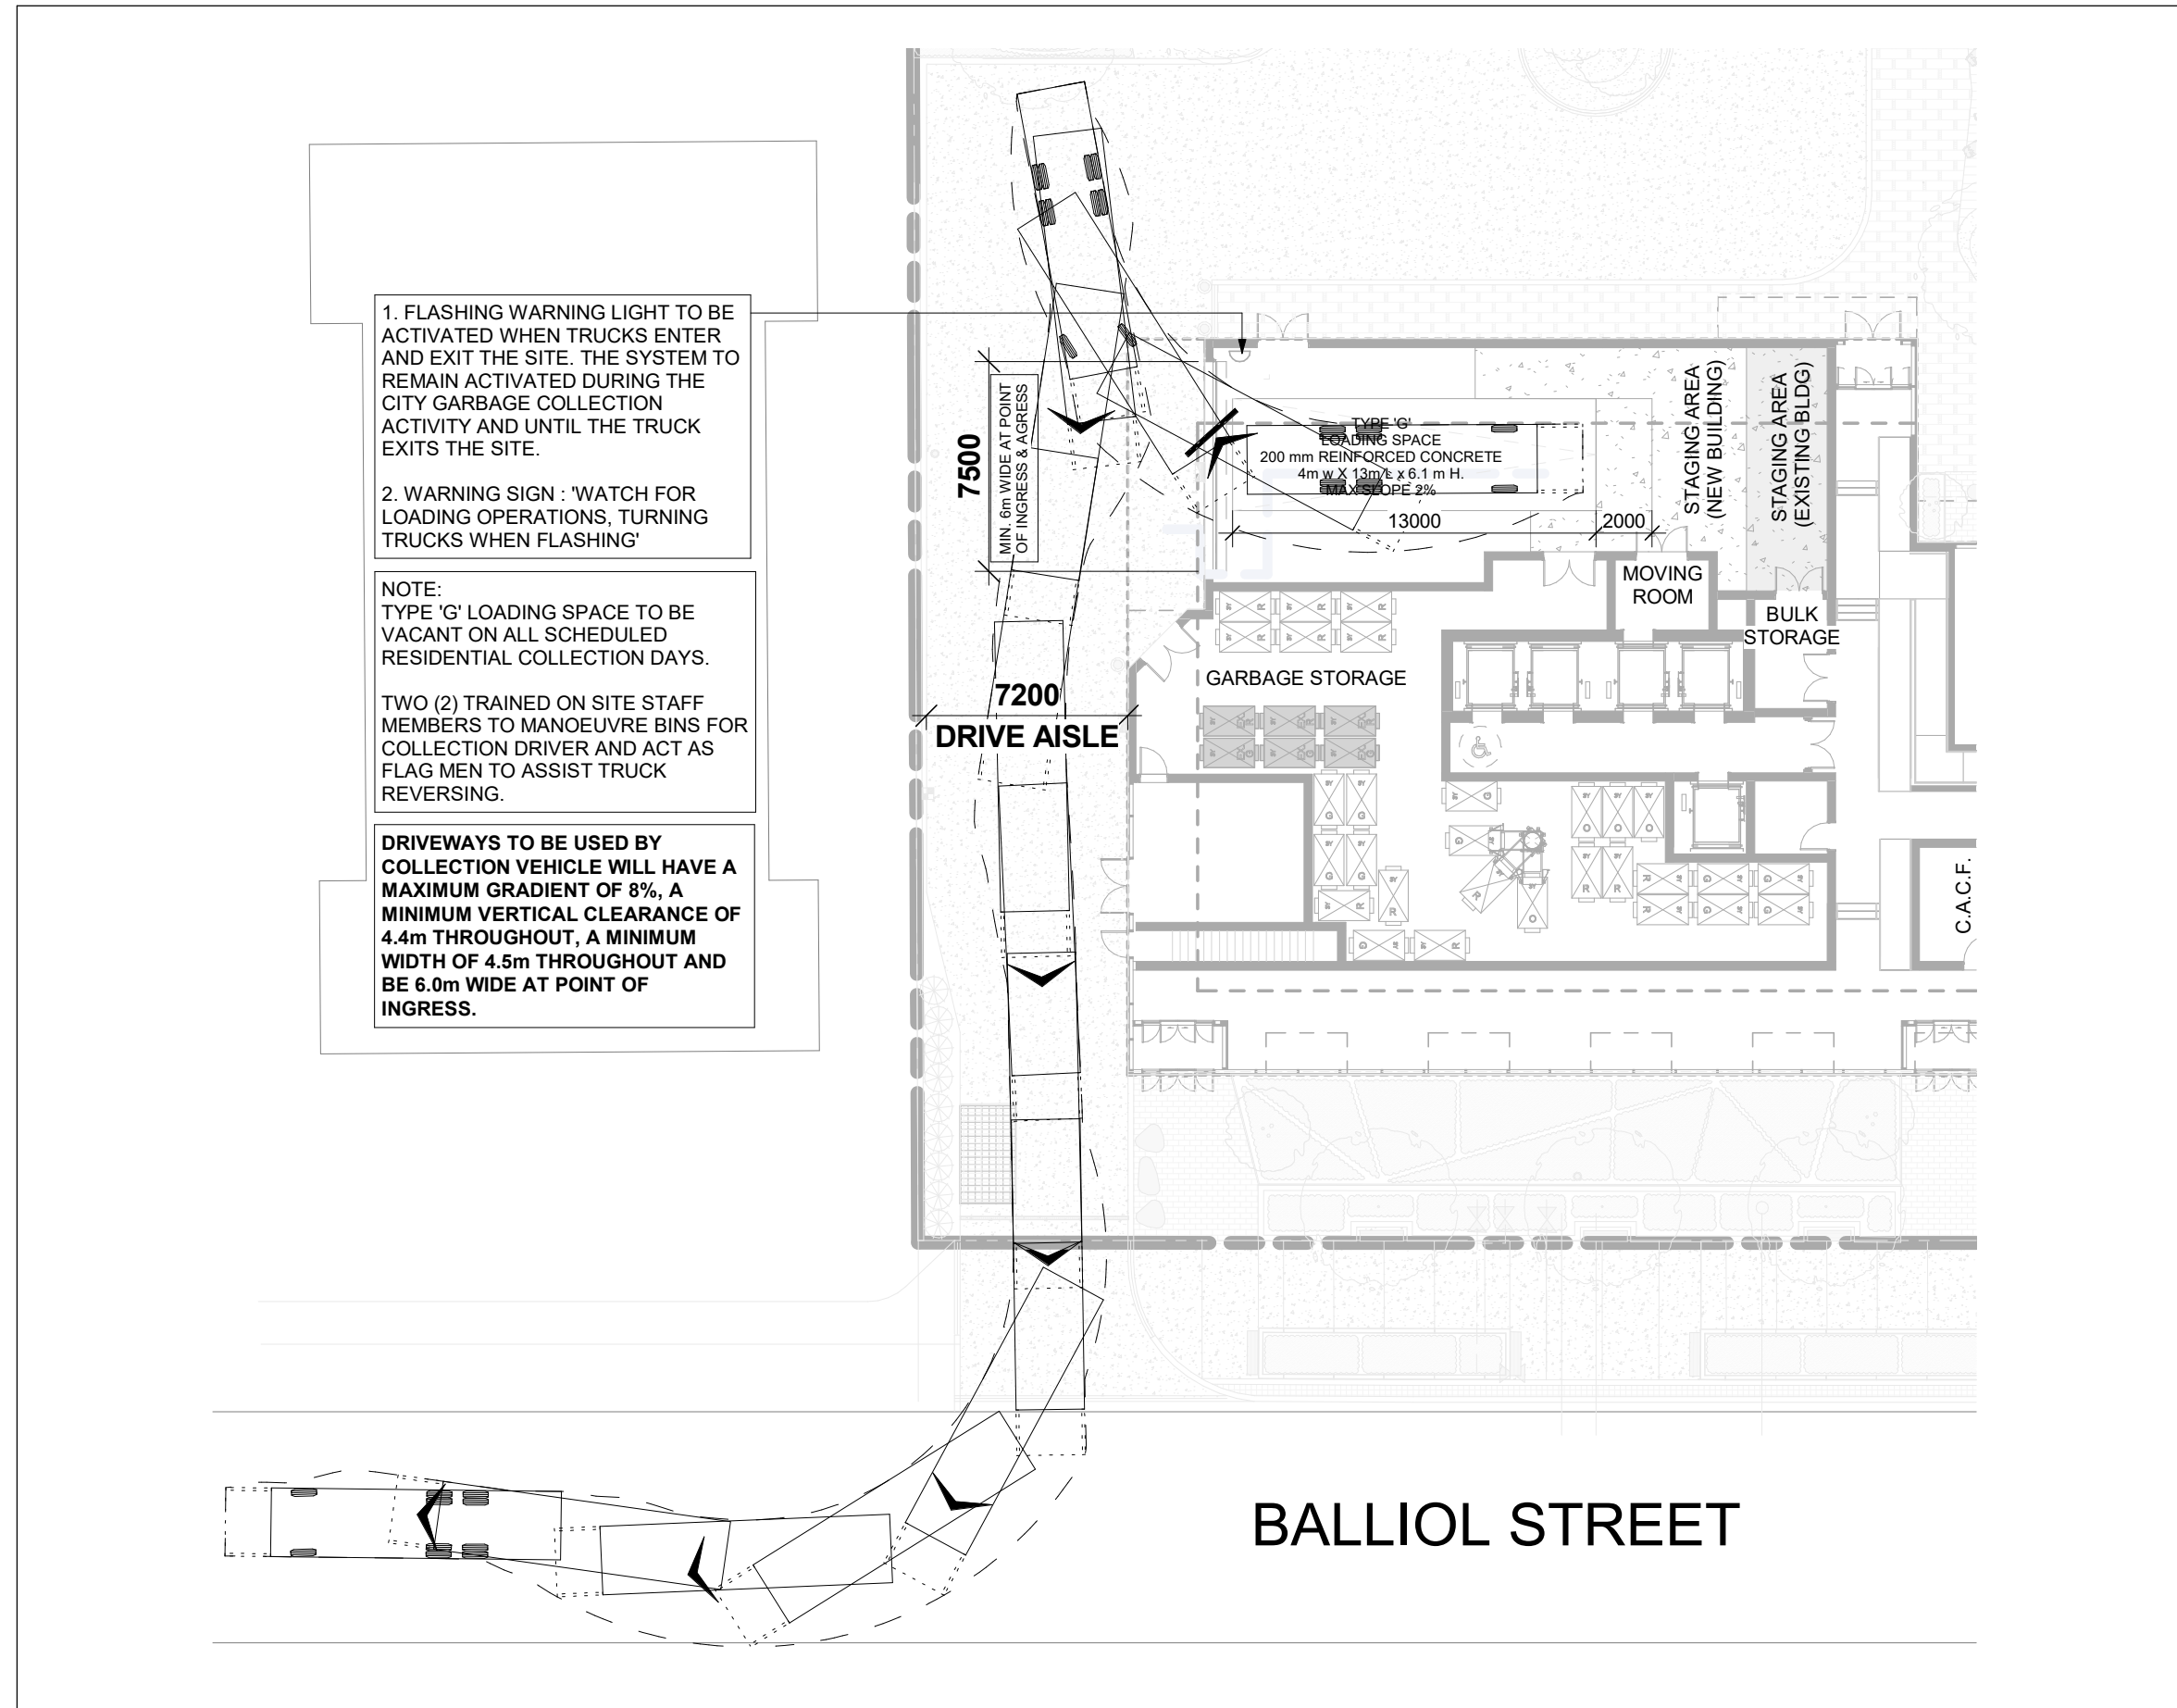 1. FLASHING WARNING LIGHT TO BE
ACTIVATED WHEN TRUCKS ENTER
AND EXIT THE SITE. THE SYSTEM TO
REMAIN ACTIVATED DURING THE
CITY GARBAGE COLLECTION
ACTIVITY AND UNTIL THE TRUCK
EXITS THE SITE.
2. WARNING SIGN : 'WATCH FOR
LOADING OPERATIONS, TURNING
TRUCKS WHEN FLASHING'
NOTE:
TYPE 'G' LOADING SPACE TO BE
VACANT ON ALL SCHEDULED
RESIDENTIAL COLLECTION DAYS.
TWO (2) TRAINED ON SITE STAFF
MEMBERS TO MANOEUVRE BINS FOR
COLLECTION DRIVER AND ACT AS
FLAG MEN TO ASSIST TRUCK
REVERSING.
DRIVEWAYS TO BE USED BY
COLLECTION VEHICLE WILL HAVE A
MAXIMUM GRADIENT OF 8%, A
MINIMUM VERTICAL CLEARANCE OF
4.4m THROUGHOUT, A MINIMUM
WIDTH OF 4.5m THROUGHOUT AND
BE 6.0m WIDE AT POINT OF
INGRESS.
7500
MIN. 6m WIDE AT POINT
OF INGRESS & AGRESS
TYPE 'G'
LOADING SPACE
200 mm REINFORCED CONCRETE
4m w X 13m L x 6.1 m H.
MAX SLOPE 2%
13000
2000
STAGING AREA
(NEW BUILDING)
STAGING AREA
(EXISTING BLDG)
MOVING
ROOM
BULK
STORAGE
GARBAGE STORAGE
7200
DRIVE AISLE
C.A.C.F.
BALLIOL STREET